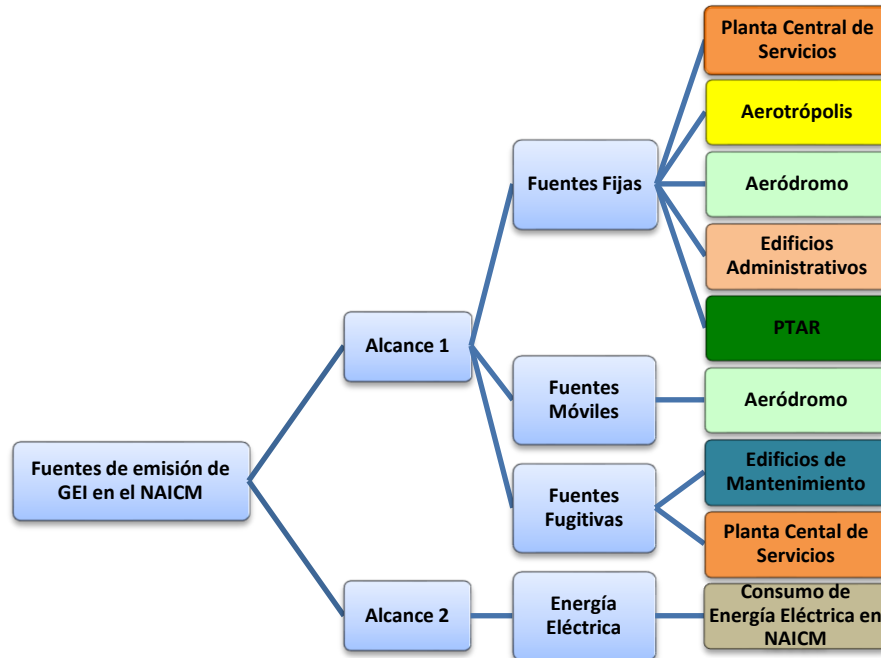 Planta Central de
Servicios
Aerotrópolis
Fuentes Fijas
Aeródromo
Edificios
Administrativos
PTAR
Alcance 1
Fuentes
Móviles
Aeródromo
Fuentes de emisión de
GEI en el NAICM
Edificios de
Mantenimiento
Fuentes
Fugitivas
Planta Cental de
Servicios
Alcance 2
Energía
Eléctrica
Consumo de
Energía Eléctrica en
NAICM